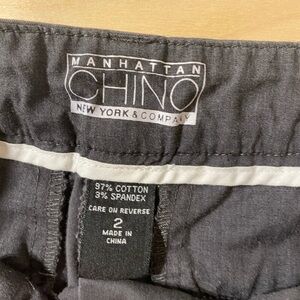 MANHATTAN
CHINO
NEW YORK & COMPANY
97% COTTON
3% SPANDEX
CARE ON REVERSE
2
MADE IN
CHINA